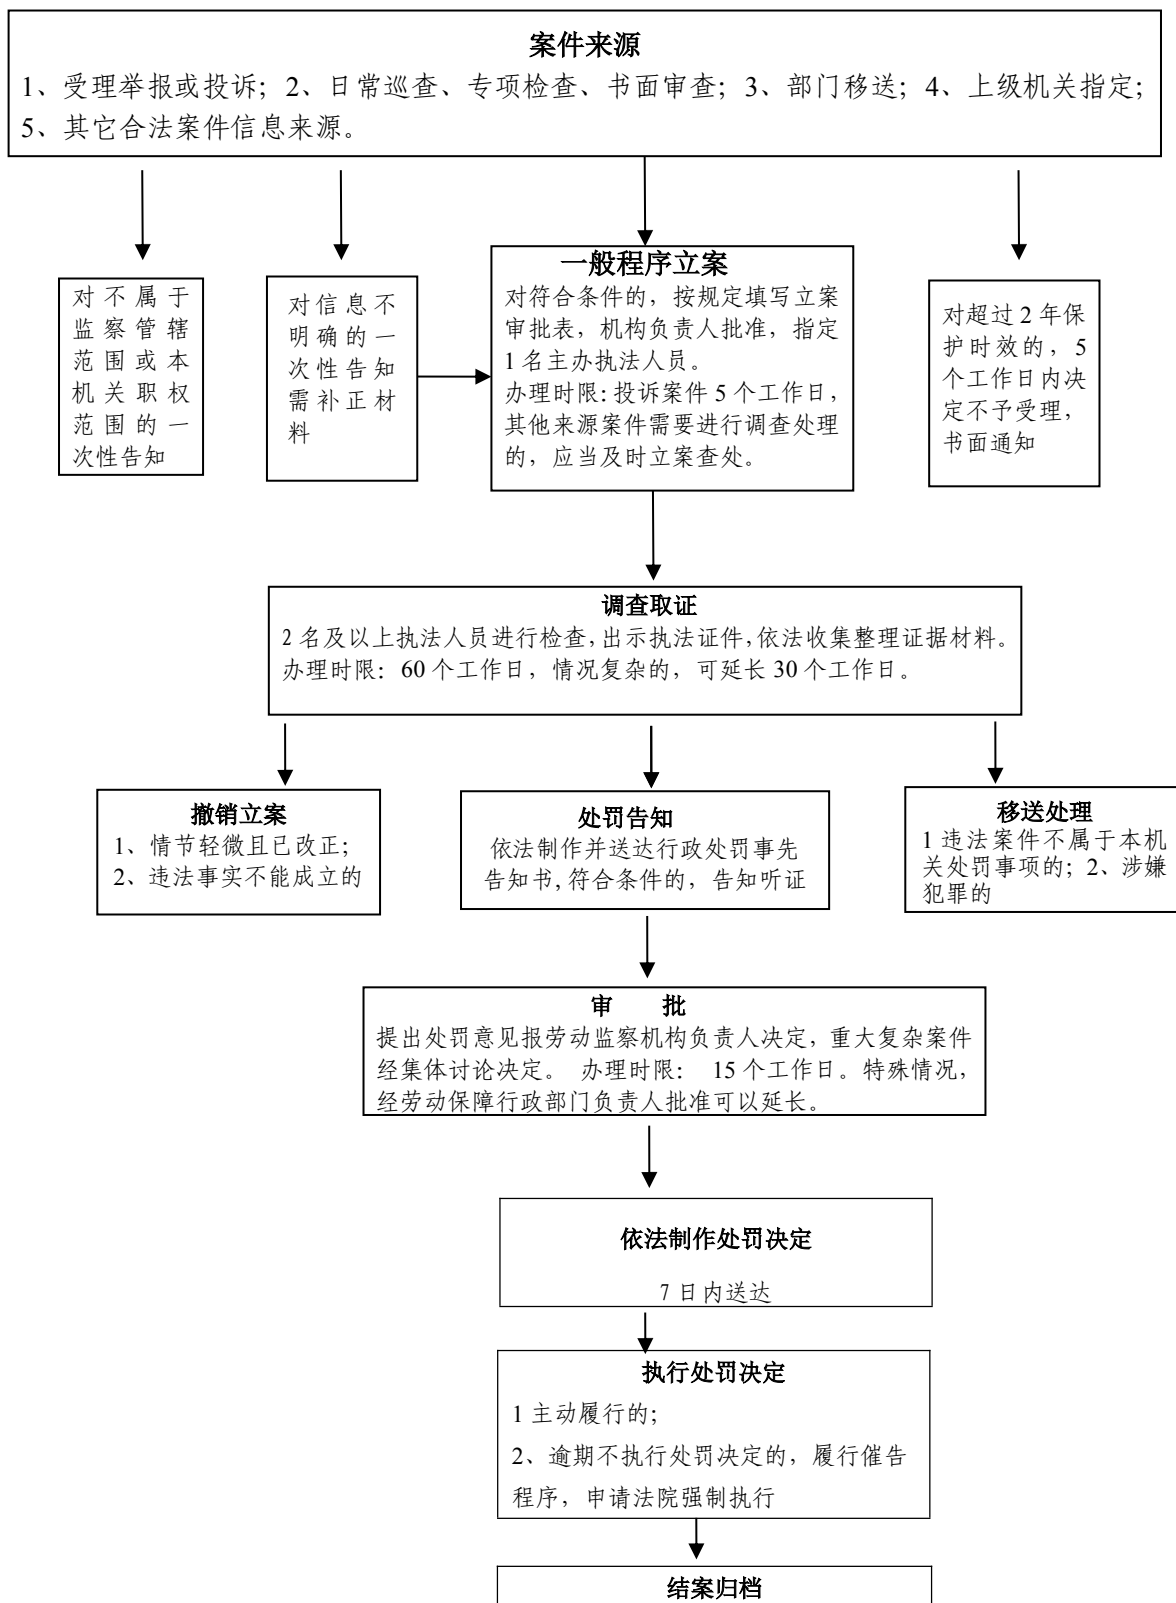 案件来源
1、受理举报或投诉；2、日常巡查、专项检查、书面审查；3、部门移送；4、上级机关指定；
5、其它合法案件信息来源。
对不属于
监察管辖
范围或本
机关职权
范围的一
次性告知
对信息不
明确的一
次性告知
需补正材
料
一般程序立案
对符合条件的，按规定填写立案
审批表，机构负责人批准，指定
1名主办执法人员。
办理时限：投诉案件 5 个工作日，
其他来源案件需要进行调查处理
的，应当及时立案查处。
对超过 2 年保
护时效的，5
个工作日内决
定不予受理，
书面通知
调查取证
2 名及以上执法人员进行检查，出示执法证件，依法收集整理证据材料。
办理时限：60 个工作日，情况复杂的，可延长 30 个工作日。
撤销立案
1、情节轻微且已改正；
2、违法事实不能成立的
处罚告知
依法制作并送达行政处罚事先
告知书,符合条件的，告知听证
移送处理
1 违法案件不属于本机
关处罚事项的；2、涉嫌
犯罪的
审 批
提出处罚意见报劳动监察机构负责人决定，重大复杂案件
经集体讨论决定。 办理时限： 15 个工作日。特殊情况，
经劳动保障行政部门负责人批准可以延长。
依法制作处罚决定
7 日内送达
执行处罚决定
1 主动履行的；
2、逾期不执行处罚决定的，履行催告
程序，申请法院强制执行
结案归档